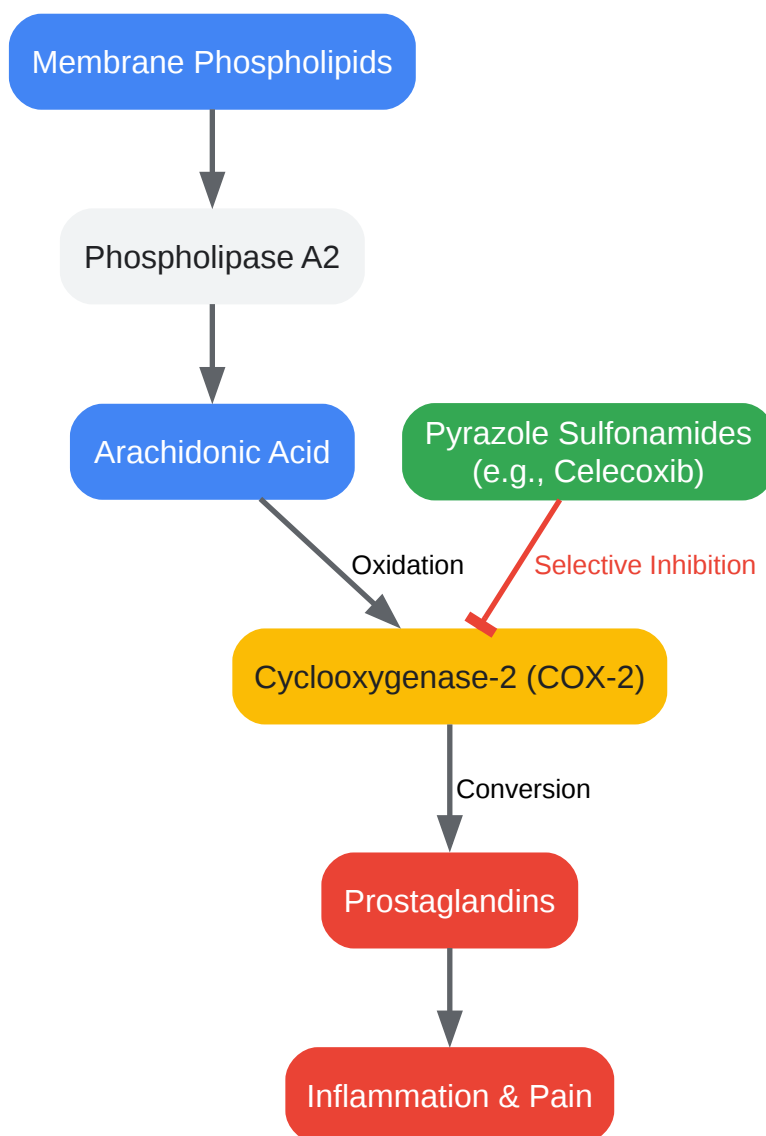 Membrane Phospholipids
Phospholipase A2
Arachidonic Acid
Pyrazole Sulfonamides
(e.g., Celecoxib)
Oxidation
Selective Inhibition
Cyclooxygenase-2 (COX-2)
Conversion
Prostaglandins
Inflammation & Pain